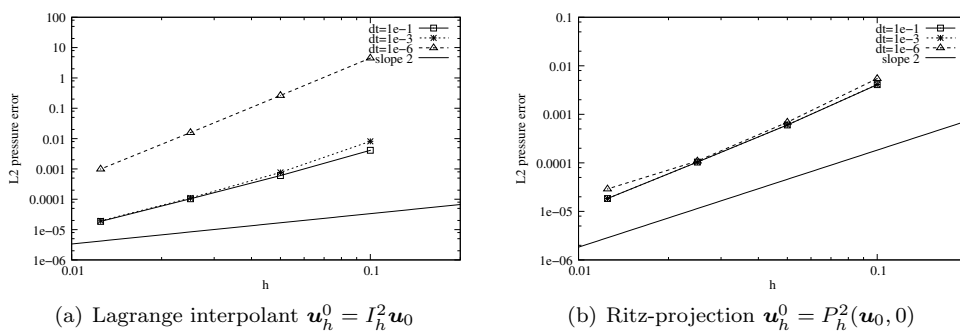 100
10
1
0.1
0.01
0.001
0.0001
1e-05
1e-06
L2 pressure error
0.01
0.1
h
dt=1e-1
dt=1e-3
dt=1e-6
slope 2
(a) Lagrange interpolant u_h^0 = I_h^2 u_0
0.1
0.01
0.001
0.0001
1e-05
1e-06
L2 pressure error
0.01
0.1
h
dt=1e-1
dt=1e-3
dt=1e-6
slope 2
(b) Ritz-projection u_h^0 = P_h^2(u_0, 0)